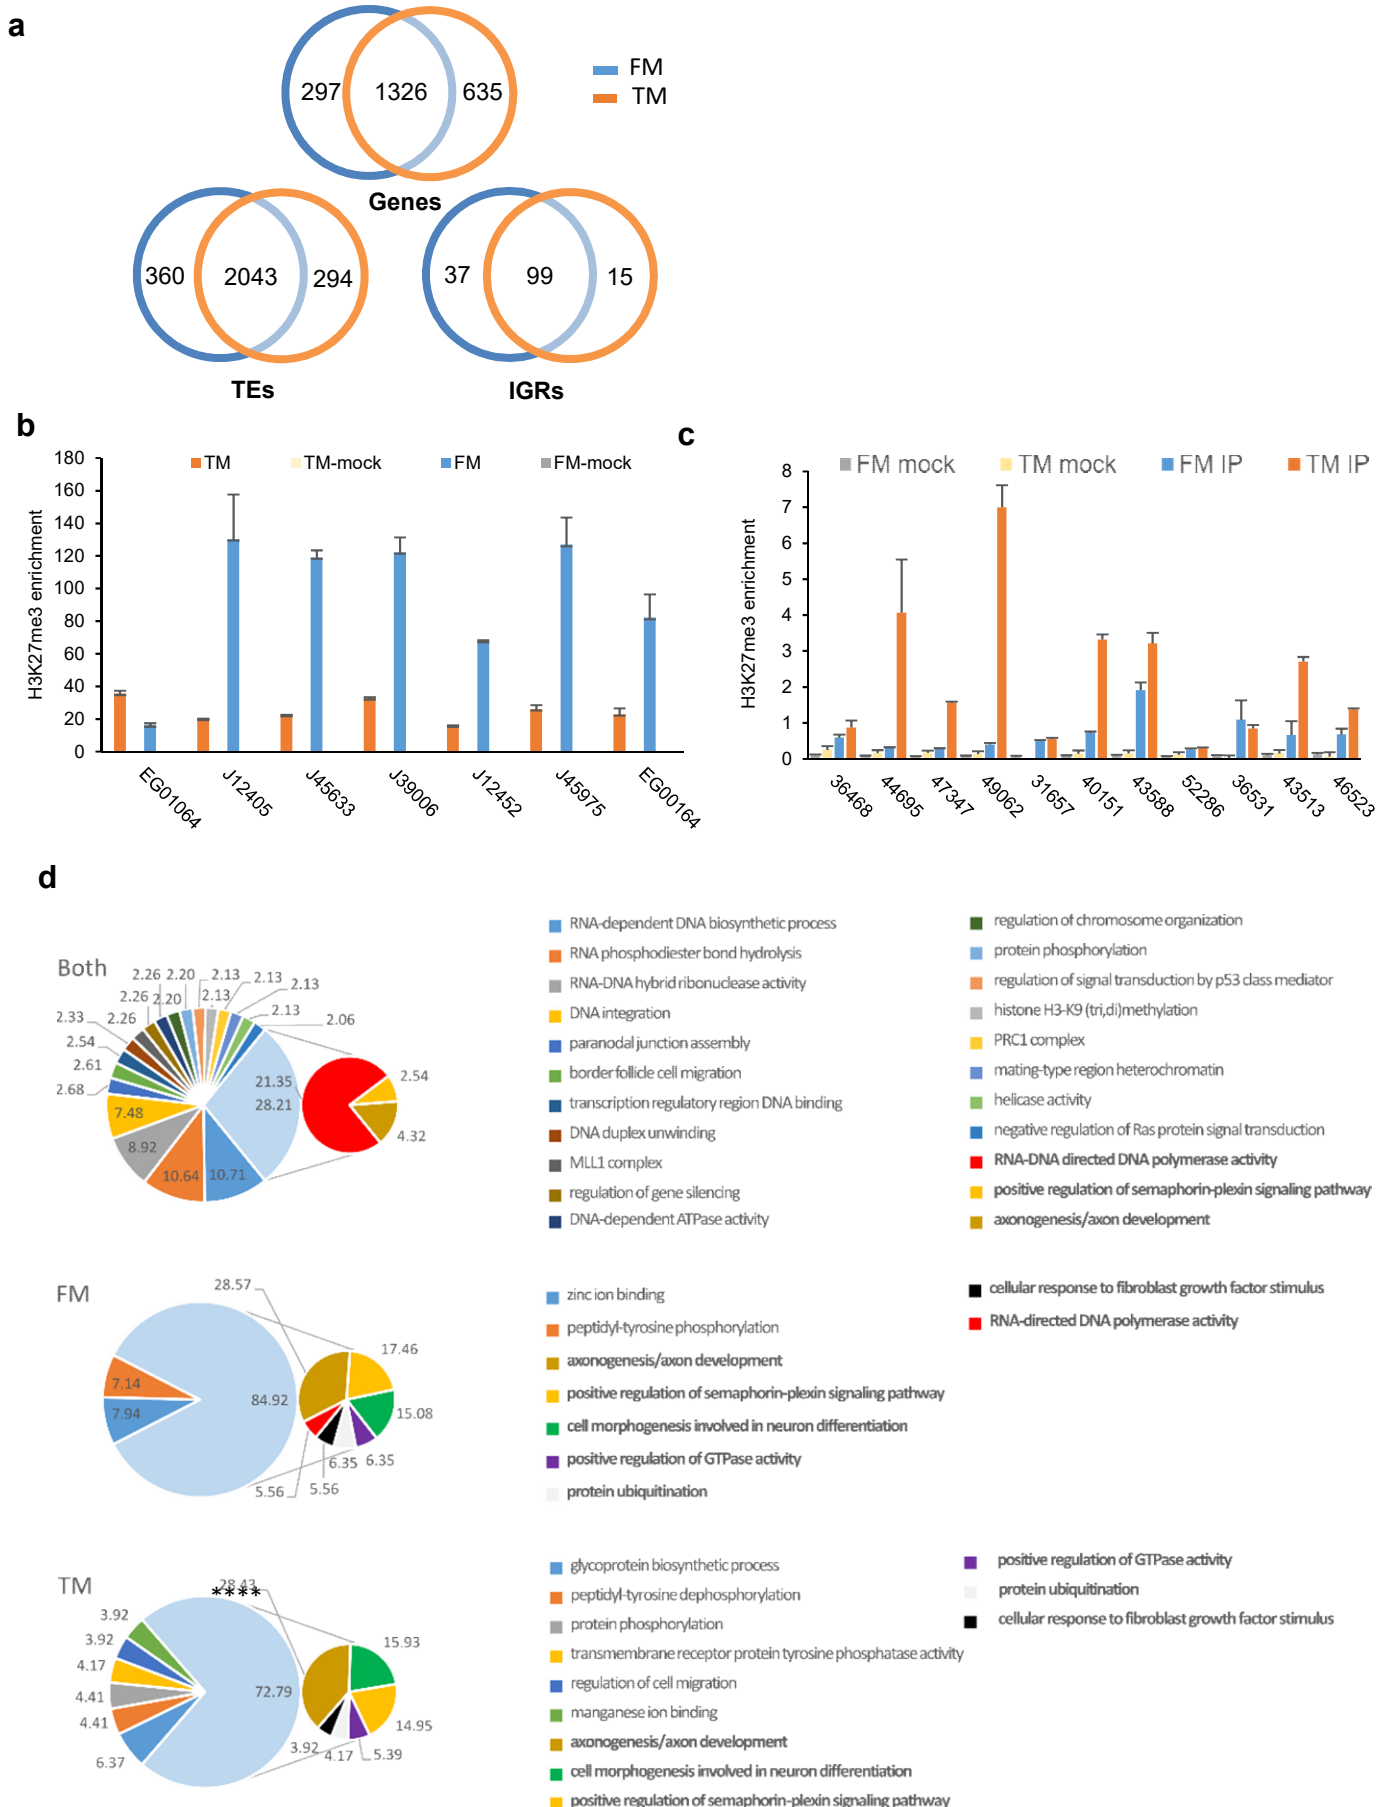 a
297 1326 635
FM
TM
Genes
360 2043 294
37 99 15
TEs
IGRs
b
H3K27me3 enrichment
180
160
140
120
100
80
60
40
20
0
TM TM-mock FM FM-mock
EG01064 J12405 J45633 J39006 J12452 J45975 EG00164
c
H3K27me3 enrichment
8
7
6
5
4
3
2
1
0
FM mock TM mock FM IP TM IP
36468 44695 47347 49062 31657 40151 43588 52286 36531 43513 46523
d
Both
2.26 2.20 2.13 2.13 2.13
2.26 2.20 2.13 2.13
2.33 2.26 2.06
2.54
2.61
2.68
7.48
8.92
10.64 10.71
21.35
28.21
2.54
4.32
RNA-dependent DNA biosynthetic process
RNA phosphodiester bond hydrolysis
RNA-DNA hybrid ribonuclease activity
DNA integration
paranodal junction assembly
border follicle cell migration
transcription regulatory region DNA binding
DNA duplex unwinding
MLL1 complex
regulation of gene silencing
DNA-dependent ATPase activity
regulation of chromosome organization
protein phosphorylation
regulation of signal transduction by p53 class mediator
histone H3-K9 (tri,di)methylation
PRC1 complex
mating-type region heterochromatin
helicase activity
negative regulation of Ras protein signal transduction
RNA-DNA directed DNA polymerase activity
positive regulation of semaphorin-plexin signaling pathway
axonogenesis/axon development
FM
28.57
17.46
7.14
7.94
84.92
15.08
6.35 6.35
5.56 5.56
zinc ion binding
peptidyl-tyrosine phosphorylation
axonogenesis/axon development
positive regulation of semaphorin-plexin signaling pathway
cell morphogenesis involved in neuron differentiation
positive regulation of GTPase activity
protein ubiquitination
cellular response to fibroblast growth factor stimulus
RNA-directed DNA polymerase activity
TM
28.43
****
3.92
3.92
4.17
4.41
4.41
6.37
72.79
15.93
14.95
3.92 4.17 5.39
glycoprotein biosynthetic process
peptidyl-tyrosine dephosphorylation
protein phosphorylation
transmembrane receptor protein tyrosine phosphatase activity
regulation of cell migration
manganese ion binding
axonogenesis/axon development
cell morphogenesis involved in neuron differentiation
positive regulation of semaphorin-plexin signaling pathway
positive regulation of GTPase activity
protein ubiquitination
cellular response to fibroblast growth factor stimulus